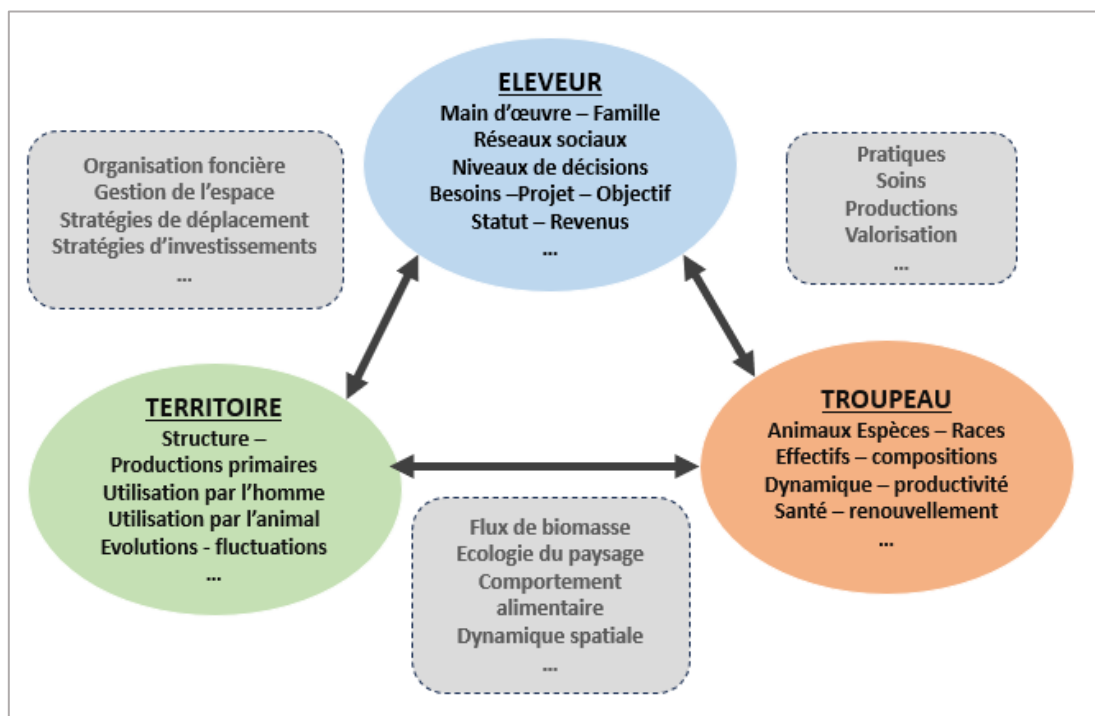 ELEVEUR
Main d'œuvre – Famille
Réseaux sociaux
Niveaux de décisions
Besoins –Projet – Objectif
Statut – Revenus
...
Organisation foncière
Gestion de l'espace
Stratégies de déplacement
Stratégies d'investissements
...
Pratiques
Soins
Productions
Valorisation
...
TERRITOIRE
Structure –
Productions primaires
Utilisation par l'homme
Utilisation par l'animal
Evolutions - fluctuations
...
TROUPEAU
Animaux Espèces – Races
Effectifs – compositions
Dynamique – productivité
Santé – renouvellement
...
Flux de biomasse
Ecologie du paysage
Comportement
alimentaire
Dynamique spatiale
...